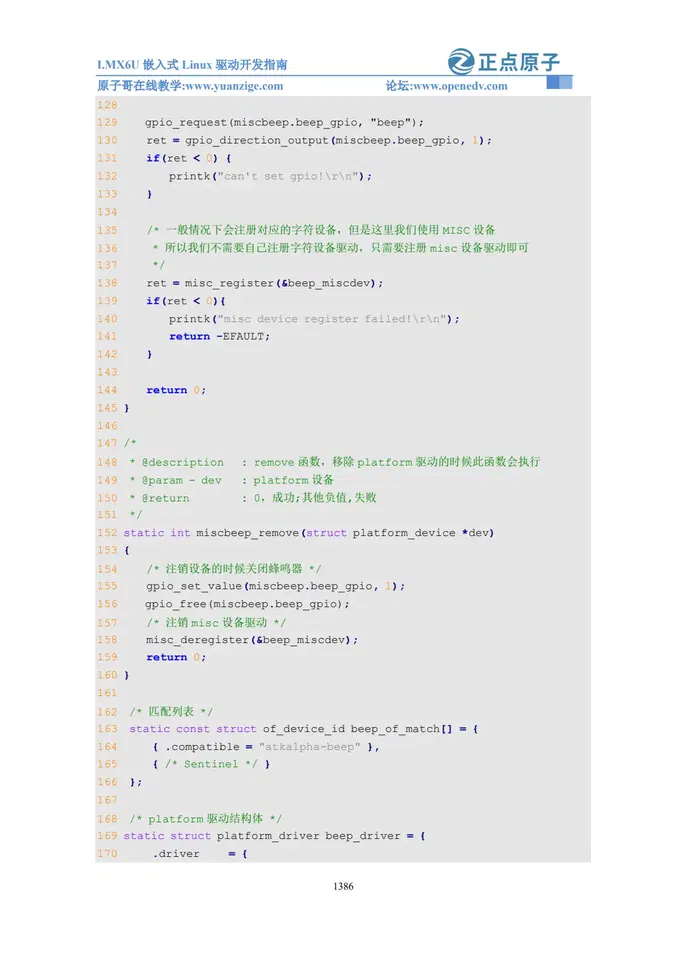 I.MX6U 嵌入式 Linux 驱动开发指南
正点原子
原子哥在线教学:www.yuanzige.com 论坛:www.openedv.com
128
129 gpio_request(miscbeep.beep_gpio, "beep");
130 ret = gpio_direction_output(miscbeep.beep_gpio, 1);
131 if(ret < 0) {
132 printk("can't set gpio!\r\n");
133 }
134
135 /* 一般情况下会注册对应的字符设备，但是这里我们使用 MISC 设备
136 * 所以我们不需要自己注册字符设备驱动，只需要注册 misc 设备驱动即可
137 */
138 ret = misc_register(&beep_miscdev);
139 if(ret < 0){
140 printk("misc device register failed!\r\n");
141 return -EFAULT;
142 }
143
144 return 0;
145 }
146
147 /*
148 * @description : remove 函数，移除 platform 驱动的时候此函数会执行
149 * @param - dev : platform 设备
150 * @return : 0，成功;其他负值,失败
151 */
152 static int miscbeep_remove(struct platform_device *dev)
153 {
154 /* 注销设备的时候关闭蜂鸣器 */
155 gpio_set_value(miscbeep.beep_gpio, 1);
156 gpio_free(miscbeep.beep_gpio);
157 /* 注销 misc 设备驱动 */
158 misc_deregister(&beep_miscdev);
159 return 0;
160 }
161
162 /* 匹配列表 */
163 static const struct of_device_id beep_of_match[] = {
164 { .compatible = "atkalpha-beep" },
165 { /* Sentinel */ }
166 };
167
168 /* platform 驱动结构体 */
169 static struct platform_driver beep_driver = {
170 .driver = {
1386